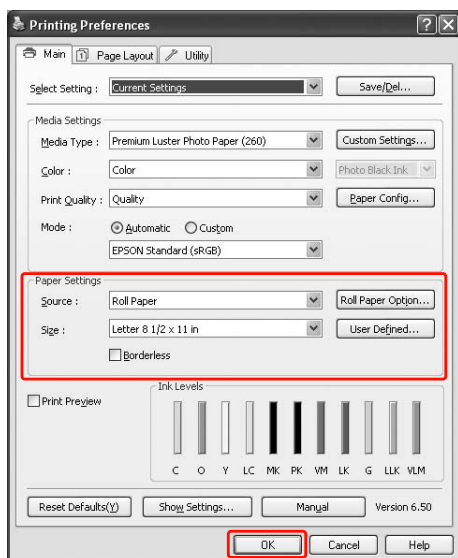 Printing Preferences
Main Page Layout Utility
Select Setting : Current Settings Save/Del...
Media Settings
Media Type : Premium Luster Photo Paper (260) Custom Settings...
Color : Color Photo Black Ink
Print Quality : Quality Paper Config...
Mode : Automatic Custom
EPSON Standard (sRGB)
Paper Settings
Source : Roll Paper Roll Paper Option...
Size : Letter 8 1/2 x 11 in User Defined...
Borderless
Print Preview
Ink Levels
C O Y LC MK PK VM LK G LLK VLM
Reset Defaults(Y) Show Settings... Manual Version 6.50
OK Cancel Help